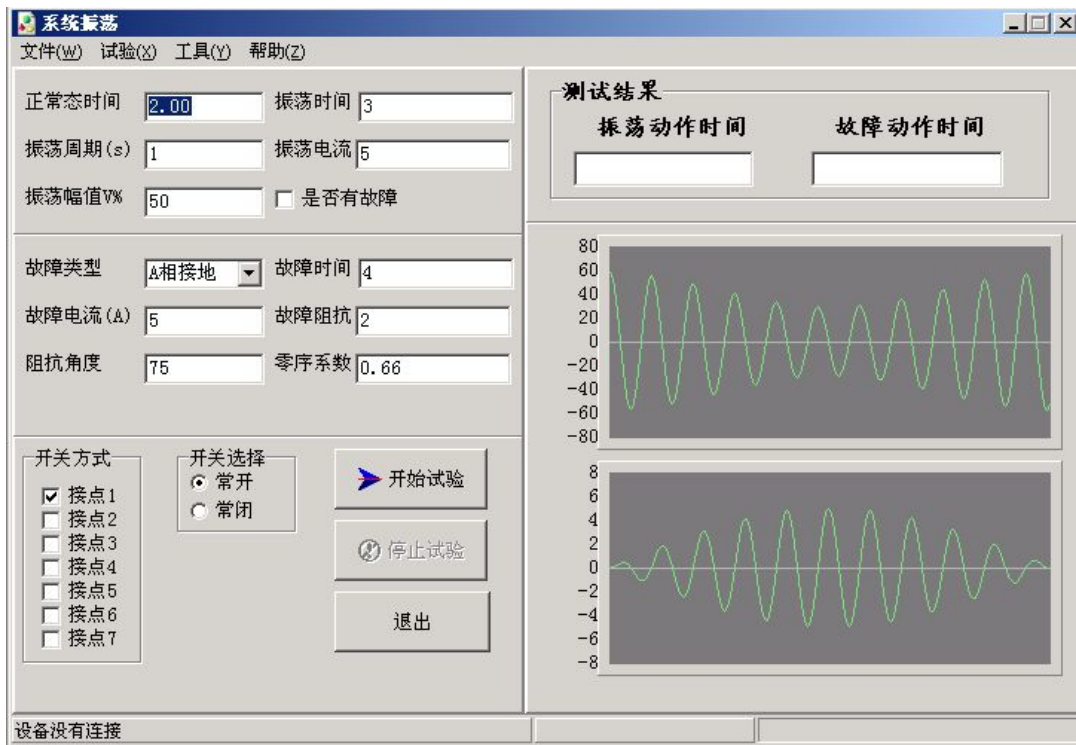 系统振荡
文件(W) 试验(X) 工具(Y) 帮助(Z)
正常态时间 2.00 振荡时间 3
振荡周期(s) 1 振荡电流 5
振荡幅值V% 50 是否有故障
故障类型 A相接地 故障时间 4
故障电流(A) 5 故障阻抗 2
阻抗角度 75 零序系数 0.66
开关方式
接点1
接点2
接点3
接点4
接点5
接点6
接点7
开关选择
常开
常闭
开始试验
停止试验
退出
测试结果
振荡动作时间 故障动作时间
80
60
40
20
0
-20
-40
-60
-80
8
6
4
2
0
-2
-4
-6
-8
设备没有连接